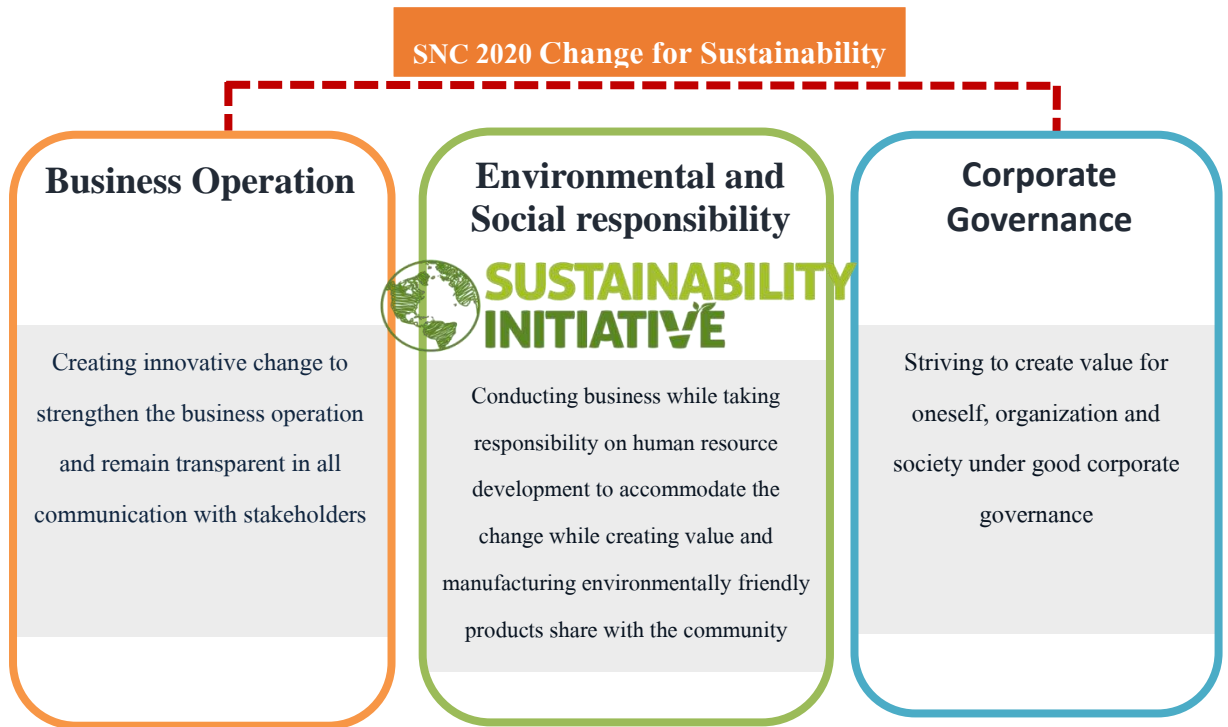 SNC 2020 Change for Sustainability
Business Operation
Creating innovative change to
strengthen the business operation
and remain transparent in all
communication with stakeholders
Environmental and
Social responsibility
SUSTAINABILITY
INITIATIVE
Conducting business while taking
responsibility on human resource
development to accommodate the
change while creating value and
manufacturing environmentally friendly
products share with the community
Corporate
Governance
Striving to create value for
oneself, organization and
society under good corporate
governance